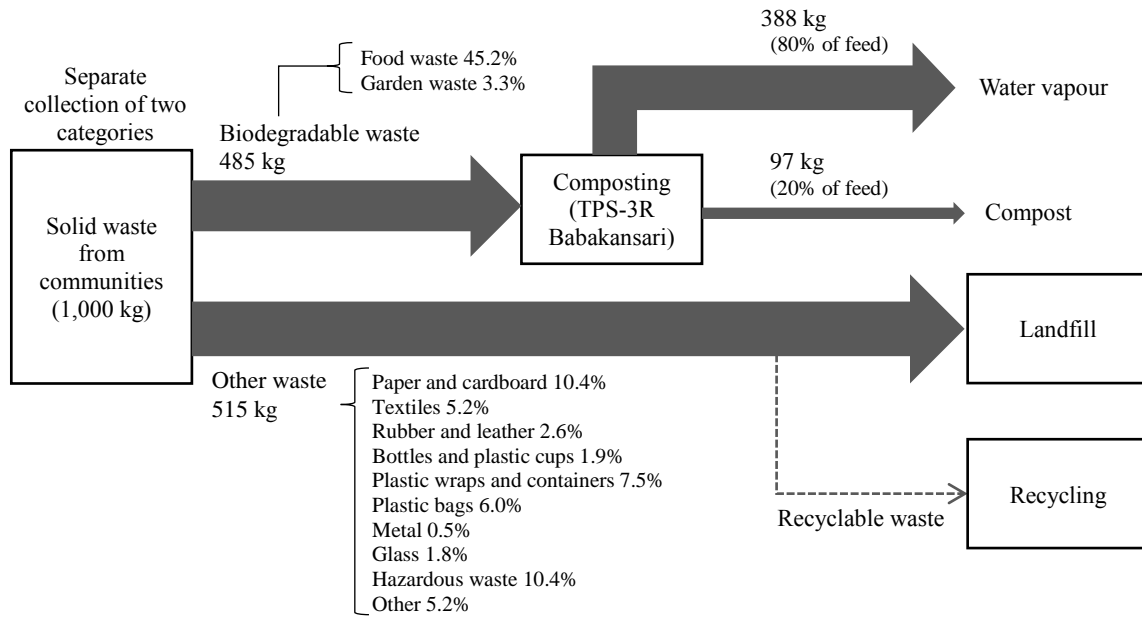 388 kg
(80% of feed)
Food waste 45.2%
Garden waste 3.3%
Separate
collection of two
categories
Water vapour
Biodegradable waste
485 kg
97 kg
(20% of feed)
Composting
(TPS-3R
Babakansari)
Compost
Solid waste
from
communities
(1,000 kg)
Landfill
Other waste
515 kg
Paper and cardboard 10.4%
Textiles 5.2%
Rubber and leather 2.6%
Bottles and plastic cups 1.9%
Plastic wraps and containers 7.5%
Plastic bags 6.0%
Metal 0.5%
Glass 1.8%
Hazardous waste 10.4%
Other 5.2%
Recyclable waste
Recycling